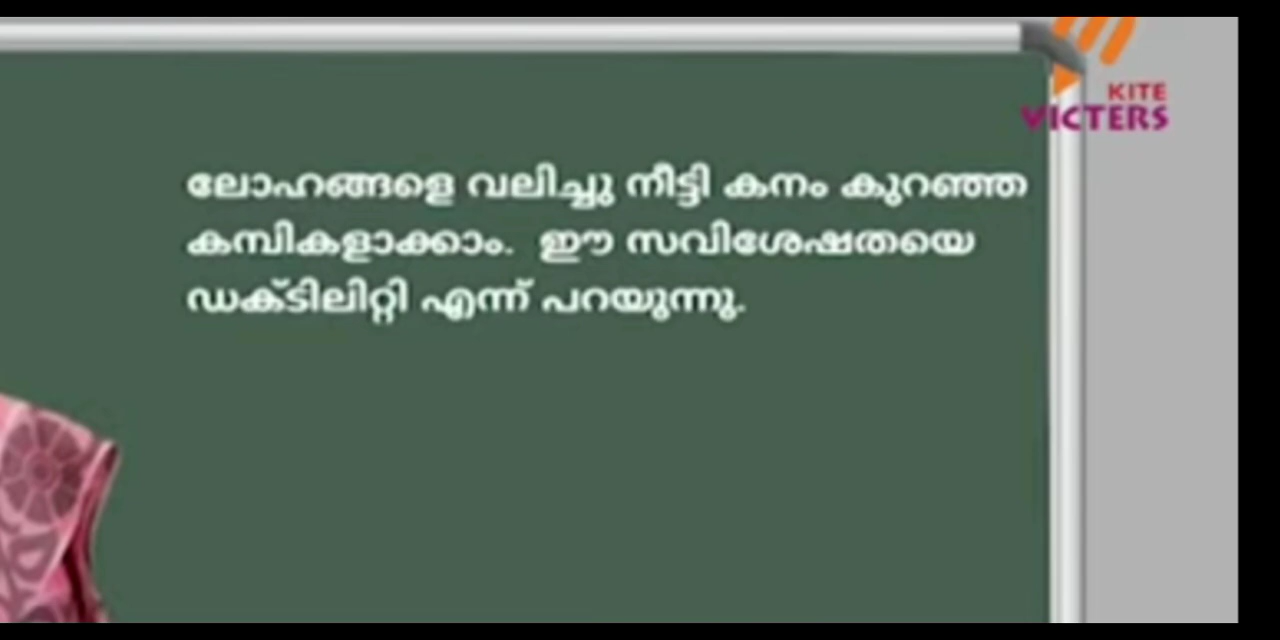 KITE
VICTERS
ലോഹങ്ങളെ വലിച്ചു നീട്ടി കനം കുറഞ്ഞ
കമ്പികളാക്കാം. ഈ സവിശേഷതയെ
ഡക്ടിലിറ്റി എന്ന് പറയുന്നു.